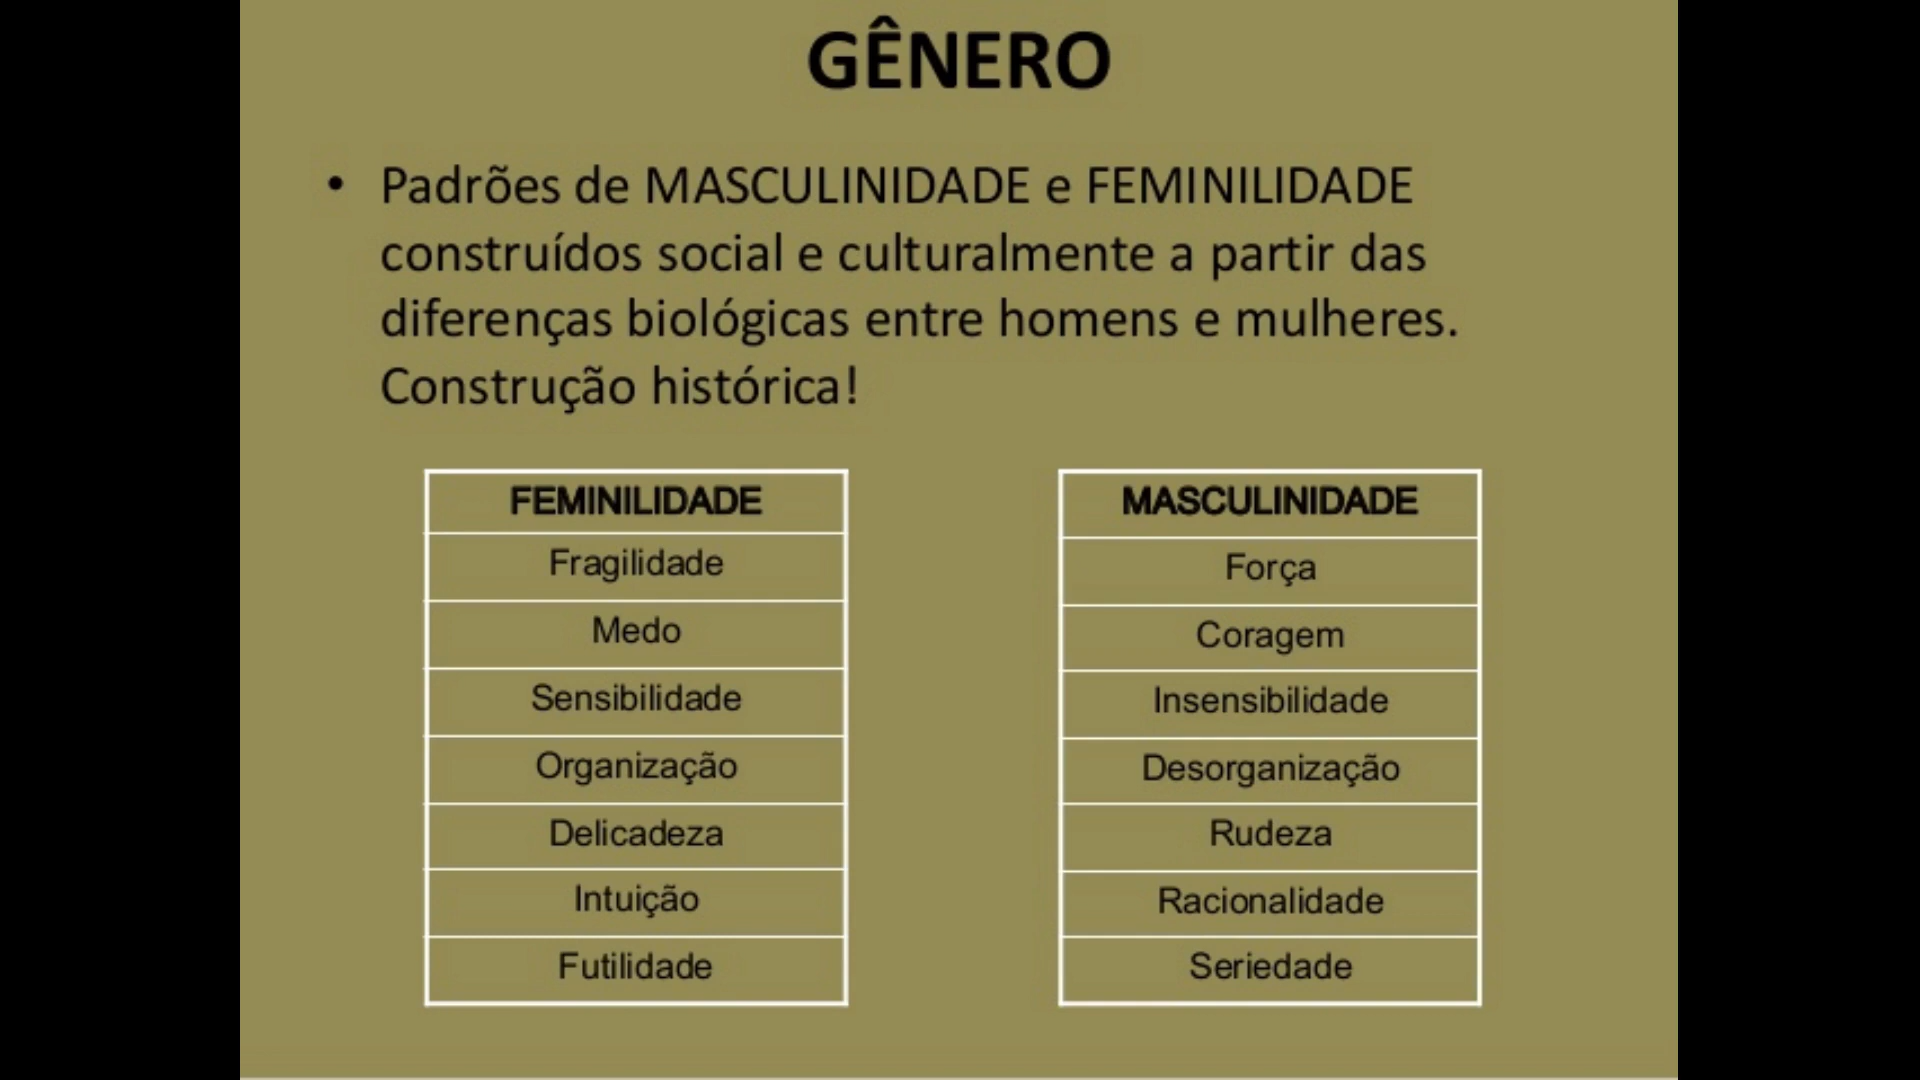 GÊNERO
• Padrões de MASCULINIDADE e FEMINILIDADE
construídos social e culturalmente a partir das
diferenças biológicas entre homens e mulheres.
Construção histórica!
FEMINILIDADE
Fragilidade
Medo
Sensibilidade
Organização
Delicadeza
Intuição
Futilidade
MASCULINIDADE
Força
Coragem
Insensibilidade
Desorganização
Rudeza
Racionalidade
Seriedade